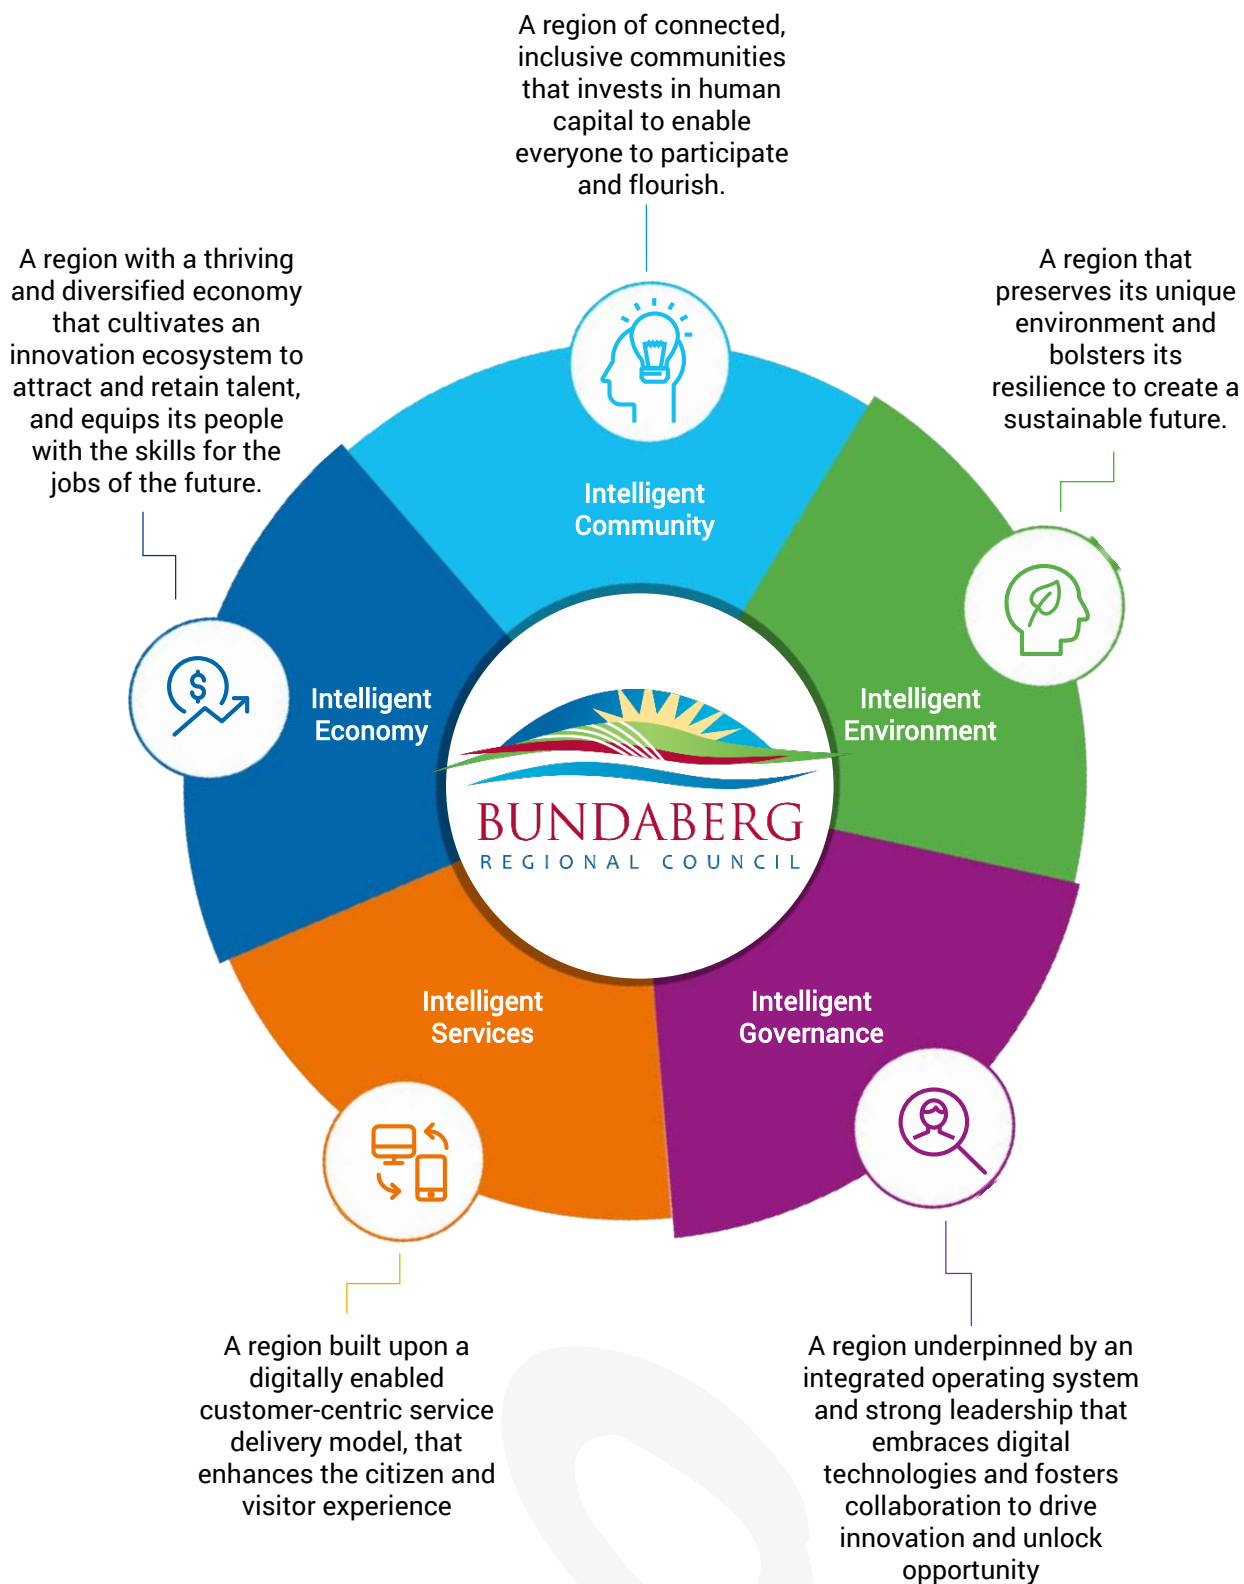 A region of connected,
inclusive communities
that invests in human
capital to enable
everyone to participate
and flourish.
A region with a thriving
and diversified economy
that cultivates an
innovation ecosystem to
attract and retain talent,
and equips its people
with the skills for the
jobs of the future.
A region that
preserves its unique
environment and
bolsters its
resilience to create a
sustainable future.
Intelligent
Community
Intelligent
Economy
Intelligent
Environment
$
BUNDABERG
REGIONAL COUNCIL
Intelligent
Services
Intelligent
Governance
A region built upon a
digitally enabled
customer-centric service
delivery model, that
enhances the citizen and
visitor experience
A region underpinned by an
integrated operating system
and strong leadership that
embraces digital
technologies and fosters
collaboration to drive
innovation and unlock
opportunity